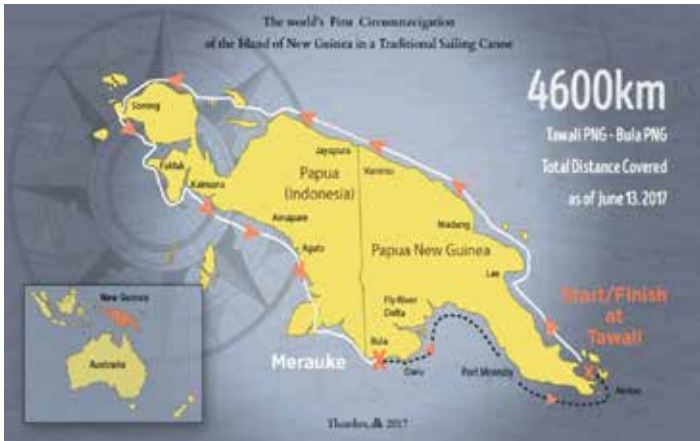 The world's First Circumnavigation
of the Island of New Guinea in a Traditional Sailing Canoe
4600km
Tawali PNG - Bula PNG
Total Distance Covered
as of June 13, 2017
Sorong
Fakfak
Kaimana
Jayapura
Vanimo
Papua
(Indonesia)
Amapare
Agats
Madang
Papua New Guinea
Lae
Start/Finish
at
Tawali
Fly River
Delta
Bula
Merauke
Daru
Port Moresby
Alotau
New Guinea
Australia
2017